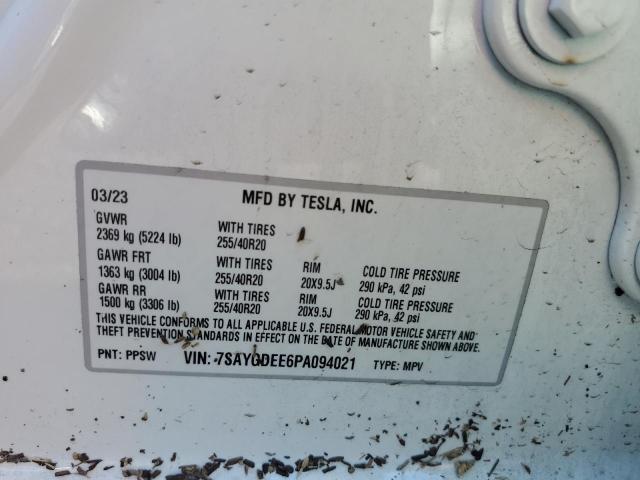 03/23 MFD BY TESLA, INC.
GVWR WITH TIRES
2369 kg (5224 lb) 255/40R20
GAWR FRT WITH TIRES RIM COLD TIRE PRESSURE
1363 kg (3004 lb) 255/40R20 20X9.5J 290 kPa, 42 psi
GAWR RR WITH TIRES RIM COLD TIRE PRESSURE
1500 kg (3306 lb) 255/40R20 20X9.5J 290 kPa, 42 psi
THIS VEHICLE CONFORMS TO ALL APPLICABLE U.S. FEDERAL MOTOR VEHICLE SAFETY AND
THEFT PREVENTION STANDARDS IN EFFECT ON THE DATE OF MANUFACTURE SHOWN ABOVE.
PNT: PPSW VIN: 7SAYGDEE6PA094021 TYPE: MPV